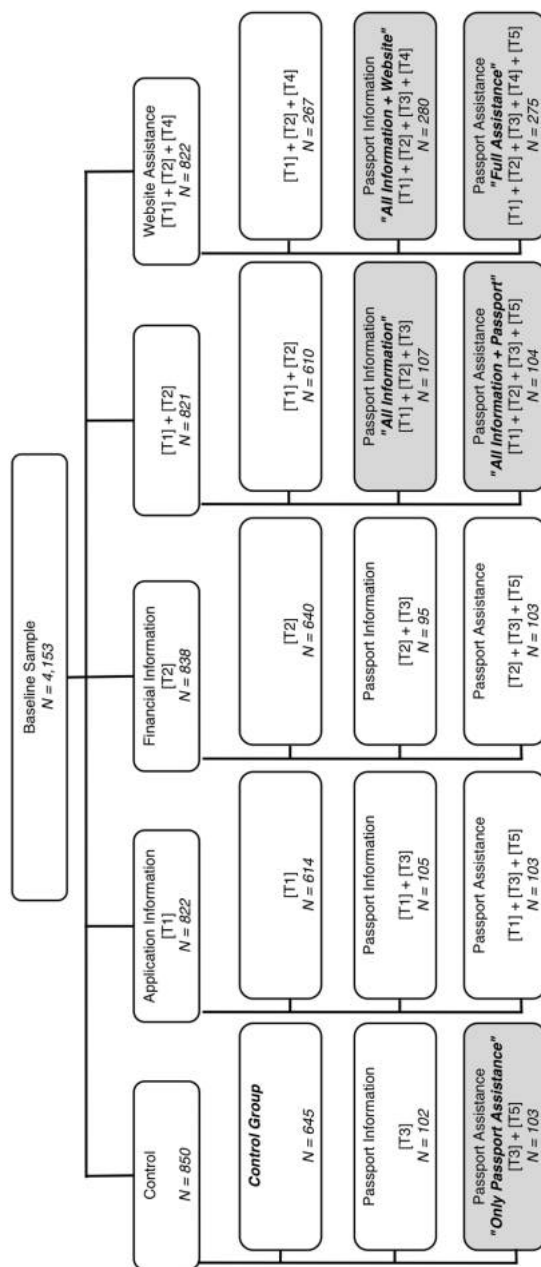 Baseline Sample
N = 4,153
Control
N = 850
Application Information
[T1]
N = 822
Financial Information
[T2]
N = 838
[T1] + [T2]
N = 821
Website Assistance
[T1] + [T2] + [T4]
N = 822
Control Group
N = 645
[T1]
N = 614
[T2]
N = 640
[T1] + [T2]
N = 610
[T1] + [T2] + [T4]
N = 267
Passport Information
[T3]
N = 102
Passport Information
[T1] + [T3]
N = 105
Passport Information
[T2] + [T3]
N = 95
Passport Information
"All Information"
[T1] + [T2] + [T3]
N = 107
Passport Information
"All Information + Website"
[T1] + [T2] + [T3] + [T4]
N = 280
Passport Assistance
"Only Passport Assistance"
[T3] + [T5]
N = 103
Passport Assistance
[T1] + [T3] + [T5]
N = 103
Passport Assistance
[T2] + [T3] + [T5]
N = 103
Passport Assistance
"All Information + Passport"
[T1] + [T2] + [T3] + [T5]
N = 104
Passport Assistance
"Full Assistance"
[T1] + [T2] + [T3] + [T4] + [T5]
N = 275